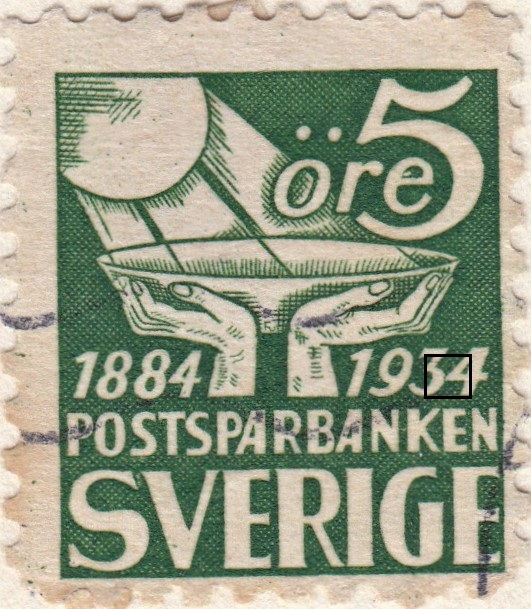 öre 5
1884 1934
POSTSPARBANKEN
SVERIGE